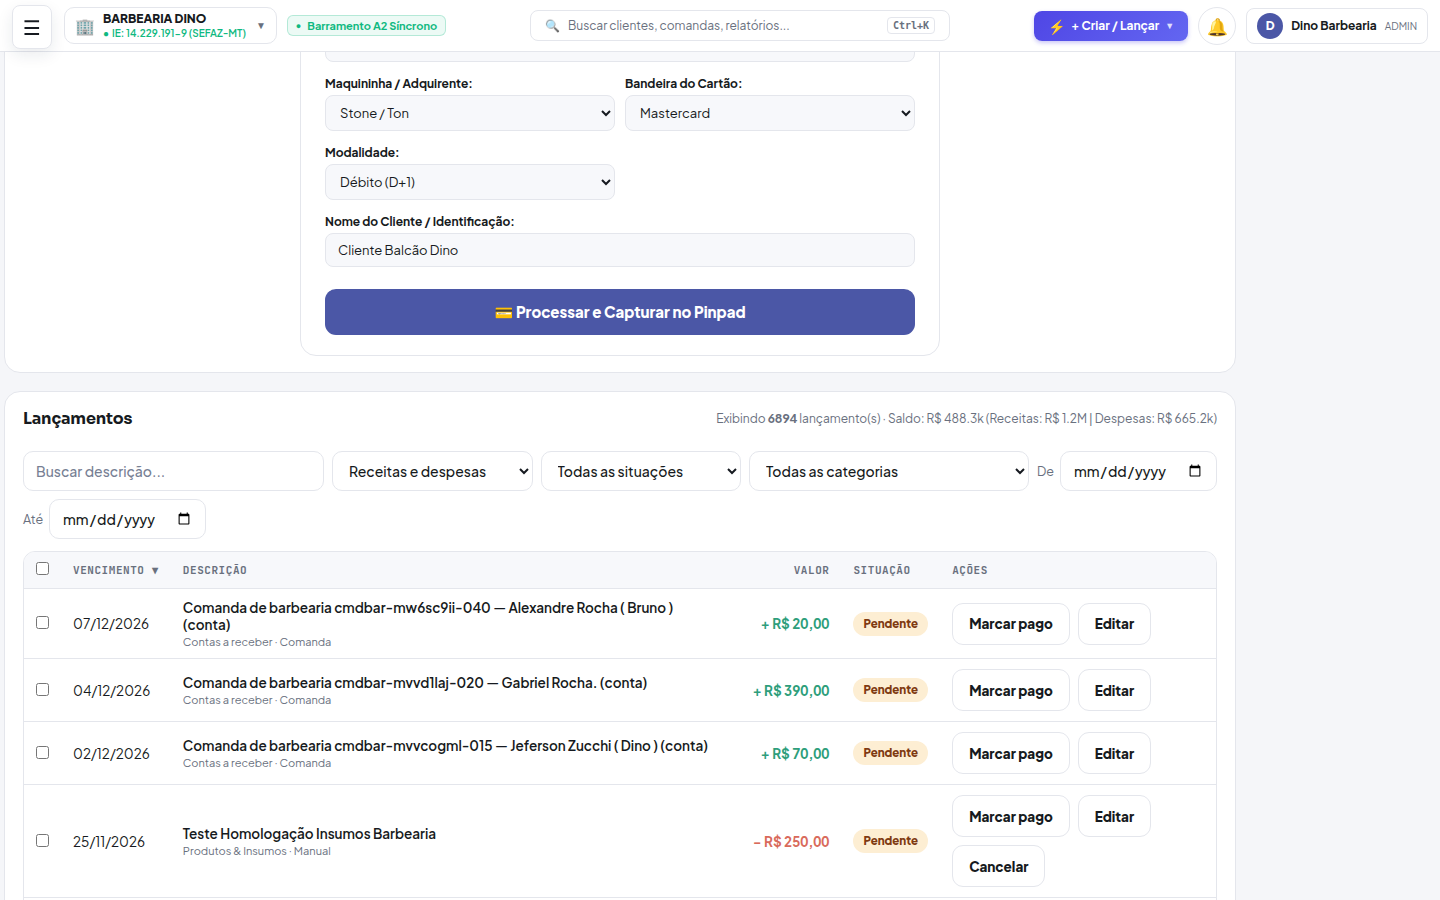 ☰
BARBEARIA DINO
● IE: 14.229.191-9 (SEFAZ-MT)
▼
● Barramento A2 Síncrono
Buscar clientes, comandas, relatórios...
Ctrl+K
+ Criar / Lançar ▼
D
Dino Barbearia ADMIN
Maquininha / Adquirente:
Bandeira do Cartão:
Stone / Ton
Mastercard
Modalidade:
Débito (D+1)
Nome do Cliente / Identificação:
Cliente Balcão Dino
Processar e Capturar no Pinpad
Lançamentos
Exibindo 6894 lançamento(s) · Saldo: R$ 488.3k (Receitas: R$ 1.2M | Despesas: R$ 665.2k)
Buscar descrição...
Receitas e despesas
Todas as situações
Todas as categorias
De
mm/dd/yyyy
Até
mm/dd/yyyy
VENCIMENTO ▼
DESCRIÇÃO
VALOR
SITUAÇÃO
AÇÕES
07/12/2026
Comanda de barbearia cmdbar-mw6sc9ii-040 — Alexandre Rocha ( Bruno )
(conta)
Contas a receber · Comanda
+ R$ 20,00
Pendente
Marcar pago
Editar
04/12/2026
Comanda de barbearia cmdbar-mvvd1laj-020 — Gabriel Rocha. (conta)
Contas a receber · Comanda
+ R$ 390,00
Pendente
Marcar pago
Editar
02/12/2026
Comanda de barbearia cmdbar-mvvcogml-015 — Jeferson Zucchi ( Dino ) (conta)
Contas a receber · Comanda
+ R$ 70,00
Pendente
Marcar pago
Editar
25/11/2026
Teste Homologação Insumos Barbearia
Produtos & Insumos · Manual
− R$ 250,00
Pendente
Marcar pago
Editar
Cancelar